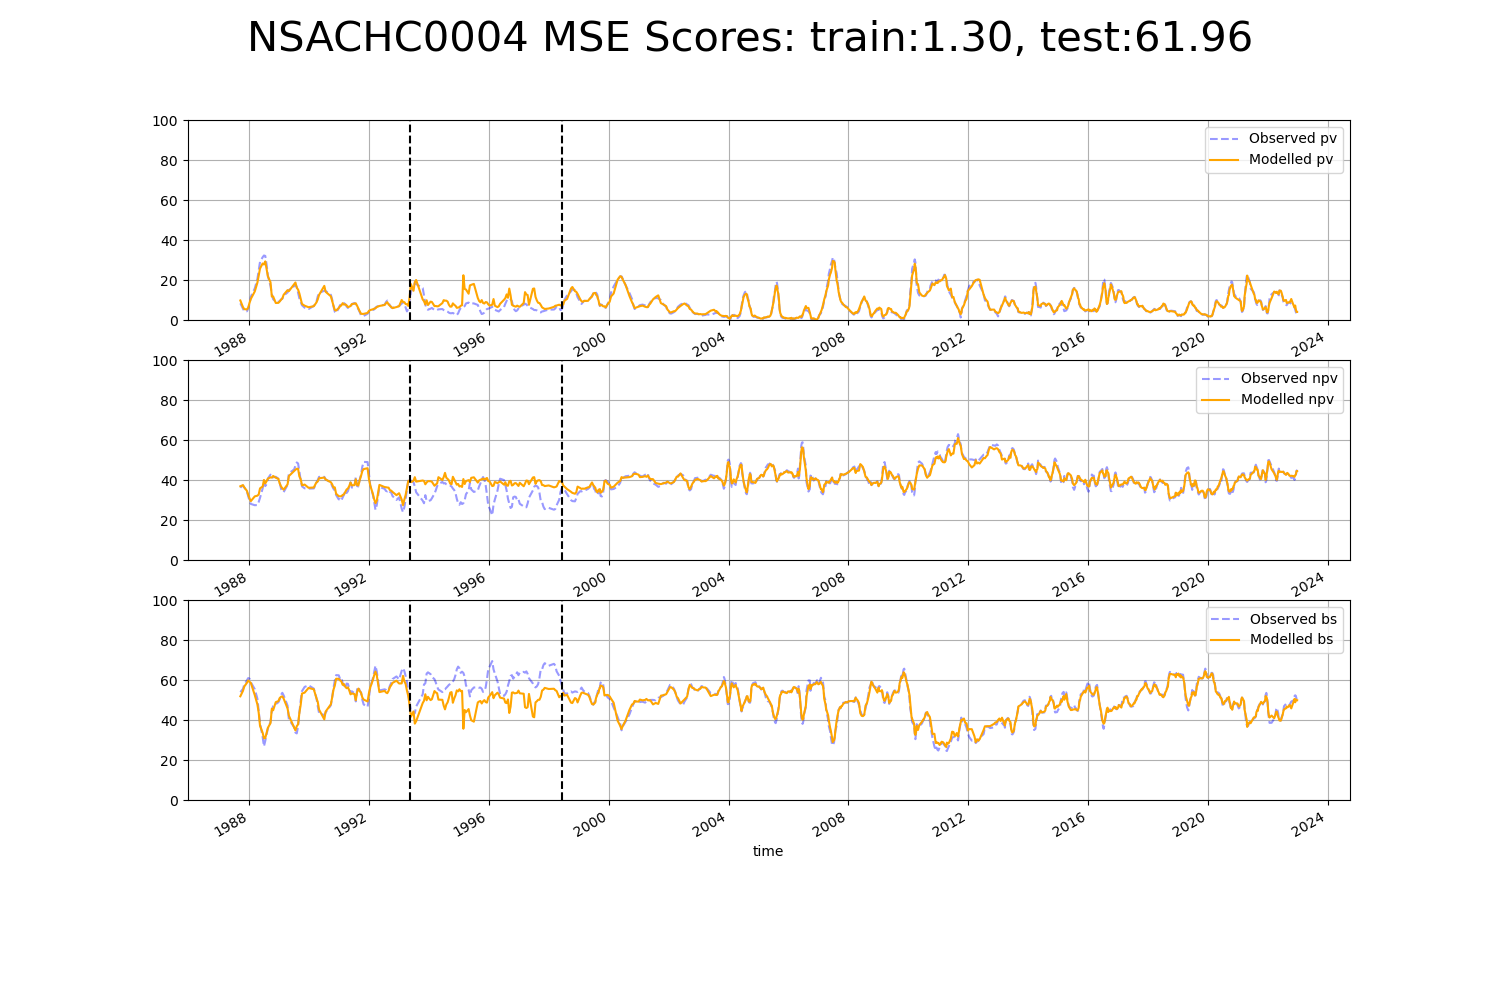 NSACHC0004 MSE Scores: train:1.30, test:61.96
100
80
60
40
20
0
Observed pv
Modelled pv
1988 1992 1996 2000 2004 2008 2012 2016 2020 2024
100
80
60
40
20
0
Observed npv
Modelled npv
1988 1992 1996 2000 2004 2008 2012 2016 2020 2024
100
80
60
40
20
0
Observed bs
Modelled bs
1988 1992 1996 2000 2004 2008 2012 2016 2020 2024
time